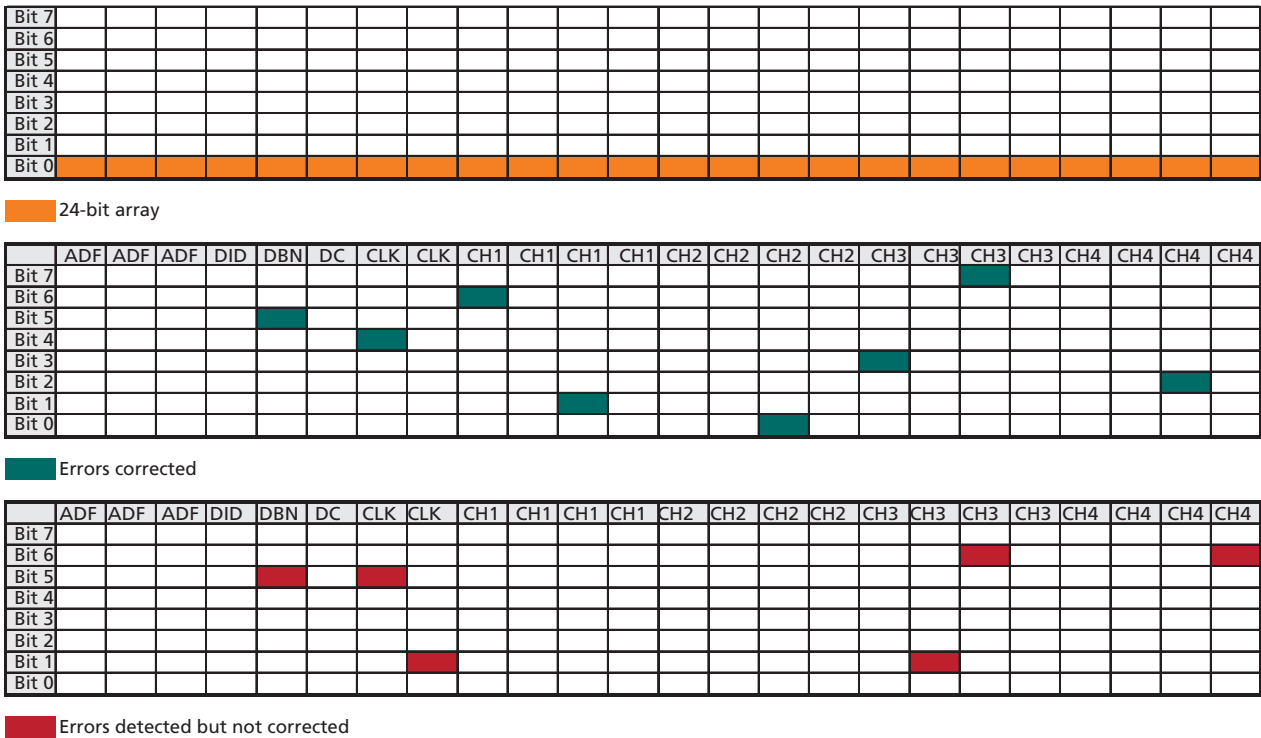 Bit 7
Bit 6
Bit 5
Bit 4
Bit 3
Bit 2
Bit 1
Bit 0
24-bit array
ADF ADF ADF DID DBN DC CLK CLK CH1 CH1 CH1 CH1 CH2 CH2 CH2 CH2 CH3 CH3 CH3 CH3 CH4 CH4 CH4 CH4
Bit 7
Bit 6
Bit 5
Bit 4
Bit 3
Bit 2
Bit 1
Bit 0
Errors corrected
ADF ADF ADF DID DBN DC CLK CLK CH1 CH1 CH1 CH1 CH2 CH2 CH2 CH2 CH3 CH3 CH3 CH3 CH4 CH4 CH4 CH4
Bit 7
Bit 6
Bit 5
Bit 4
Bit 3
Bit 2
Bit 1
Bit 0
Errors detected but not corrected